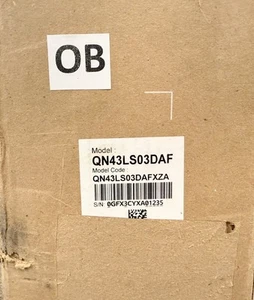 OB
Model :
QN43LS03DAF
Model Code :
QN43LS03DAFXZA
S/N 0GFX3CYXA01235